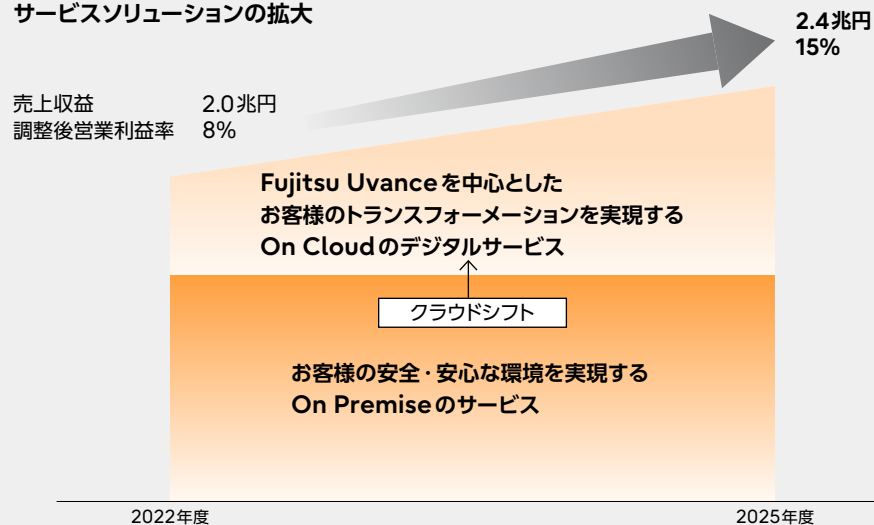 サービスソリューションの拡大
2.4兆円
15%
売上収益 2.0兆円
調整後営業利益率 8%
Fujitsu Uvanceを中心とした
お客様のトランスフォーメーションを実現する
On Cloudのデジタルサービス
クラウドシフト
お客様の安全・安心な環境を実現する
On Premiseのサービス
2022年度 2025年度